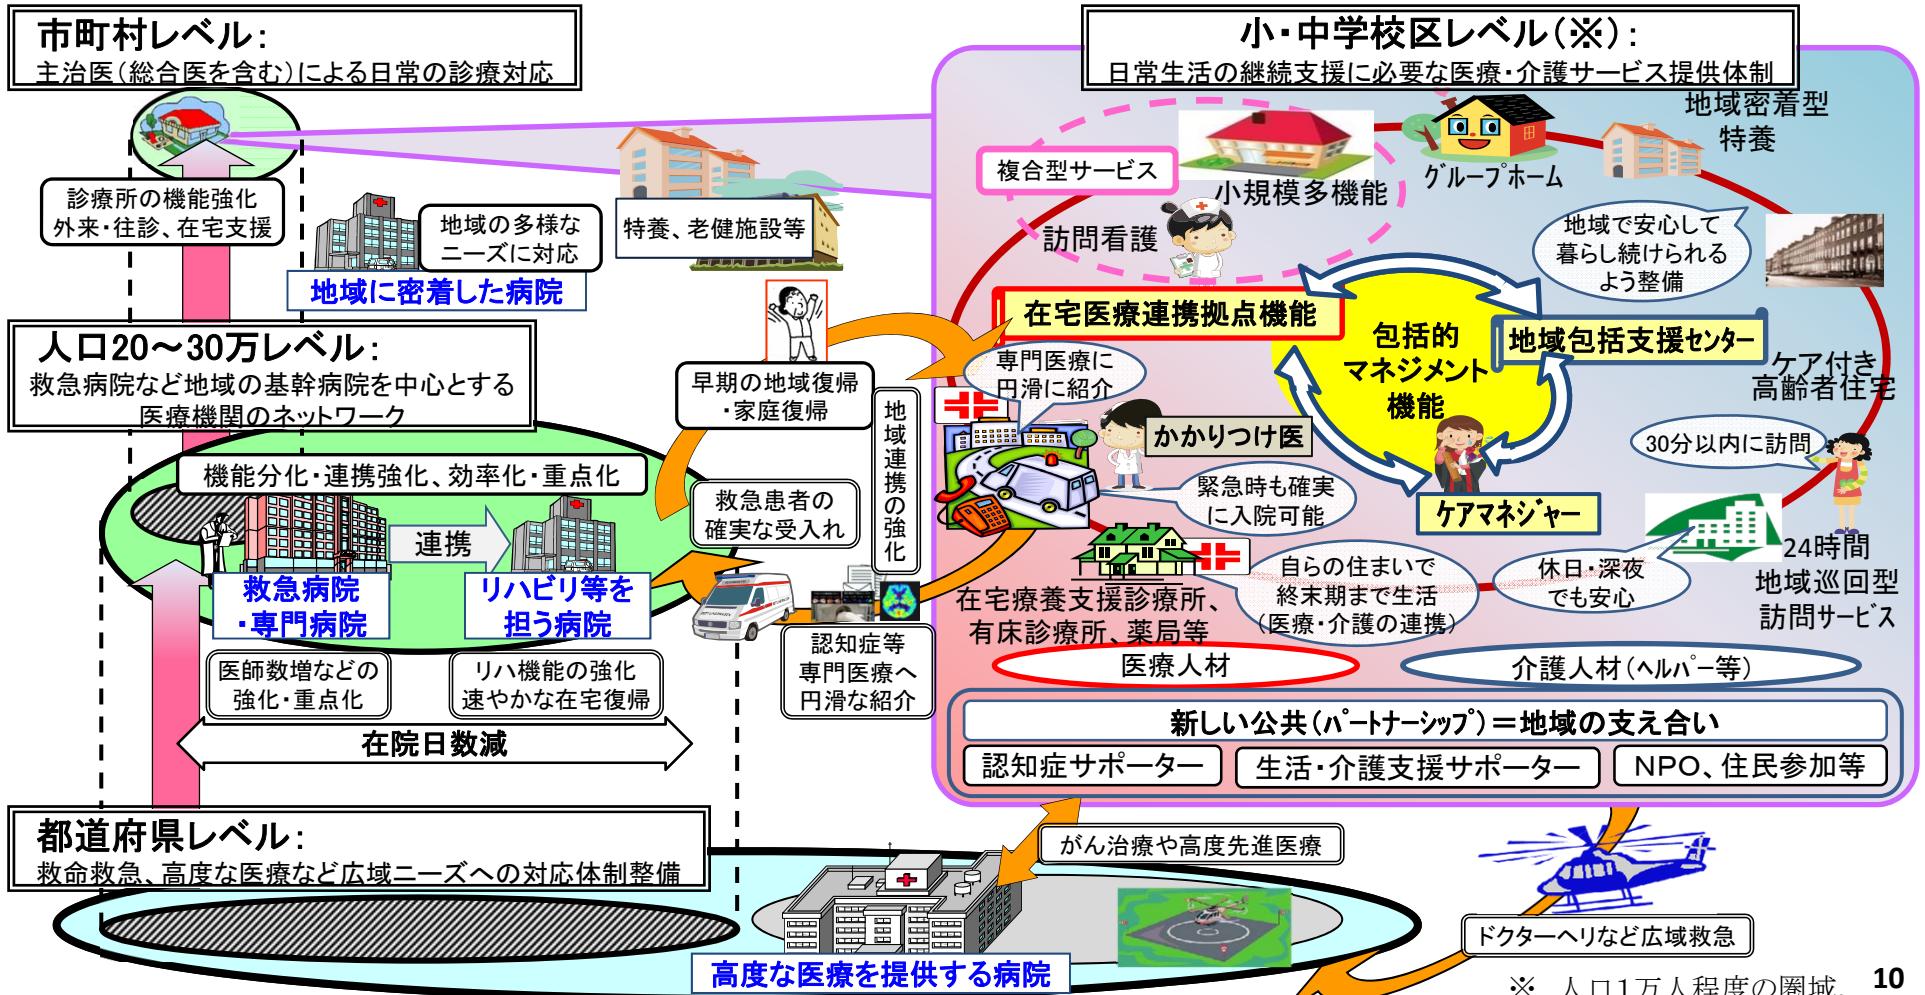 市町村レベル：
主治医（総合医を含む）による日常の診療対応
診療所の機能強化
外来・往診、在宅支援
地域の多様な
ニーズに対応
地域に密着した病院
特養、老健施設等
人口20～30万レベル：
救急病院など地域の基幹病院を中心とする
医療機関のネットワーク
機能分化・連携強化、効率化・重点化
連携
救急病院
・専門病院
リハビリ等を
担う病院
医師数増などの
強化・重点化
リハ機能の強化
速やかな在宅復帰
在院日数減
早期の地域復帰
・家庭復帰
地域連携の強化
救急患者の
確実な受入れ
認知症等
専門医療へ
円滑な紹介
都道府県レベル：
救命救急、高度な医療など広域ニーズへの対応体制整備
高度な医療を提供する病院
がん治療や高度先進医療
ドクターヘリなど広域救急
小・中学校区レベル（※）：
日常生活の継続支援に必要な医療・介護サービス提供体制
複合型サービス
小規模多機能
訪問看護
グループホーム
地域密着型
特養
地域で安心して
暮らし続けられる
よう整備
在宅医療連携拠点機能
包括的
マネジメント
機能
地域包括支援センター
ケア付き
高齢者住宅
専門医療に
円滑に紹介
かかりつけ医
緊急時も確実
に入院可能
ケアマネジャー
30分以内に訪問
24時間
地域巡回型
訪問サービス
休日・深夜
でも安心
自らの住まいで
終末期まで生活
（医療・介護の連携）
在宅療養支援診療所、
有床診療所、薬局等
医療人材
介護人材（ヘルパー等）
新しい公共（パートナーシップ）＝地域の支え合い
認知症サポーター
生活・介護支援サポーター
NPO、住民参加等
※ 人口1万人程度の圏域。
10